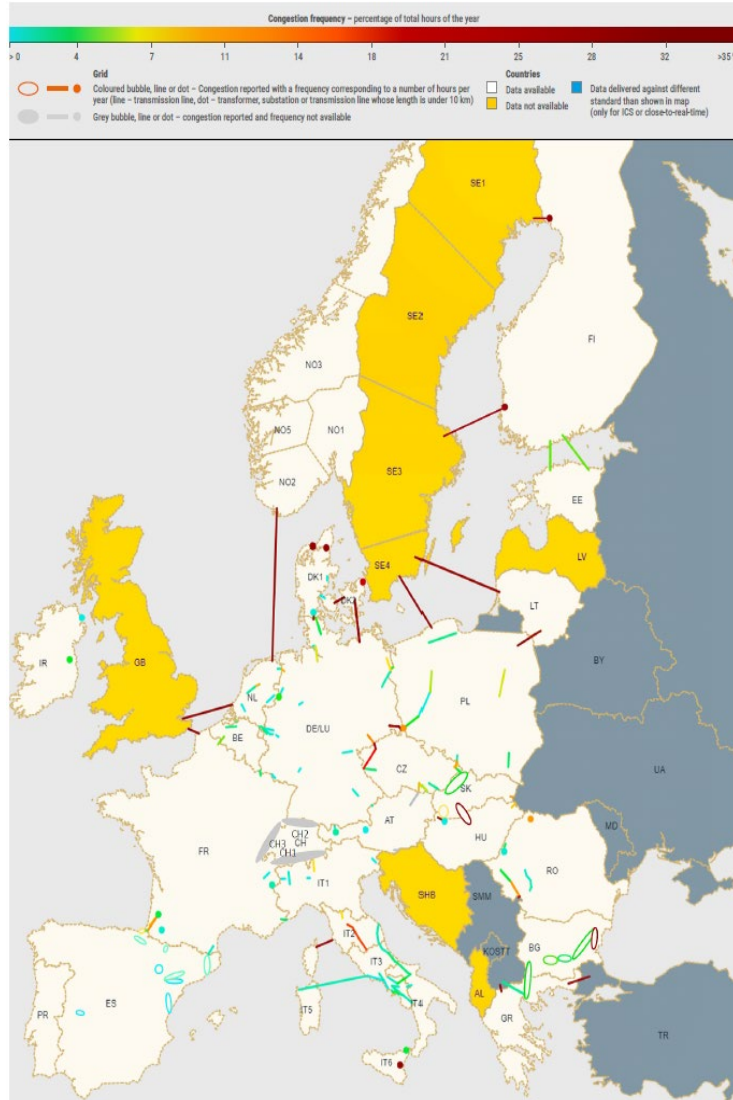 Congestion frequency – percentage of total hours of the year
> 0 4 7 11 14 18 21 25 28 32 >35
Grid
Coloured bubble, line or dot – Congestion reported with a frequency corresponding to a number of hours per
year (line – transmission line, dot – transformer, substation or transmission line whose length is under 10 km)
Grey bubble, line or dot – congestion reported and frequency not available
Countries
Data available
Data not available
Data delivered against different
standard than shown in map
(only for ICS or close-to-real-time)
SE1
SE2
FI
NO3
NO5
NO1
NO2
SE3
EE
SE4
LV
DK1
LT
IR
GB
BY
NL
PL
DE/LU
BE
CZ
UA
SK
AT
CH2
CH3
CH
CH1
HU
MD
FR
RO
IT1
SHB
SMM
IT2
KOSTT
BG
IT3
AL
PR
ES
IT5
IT4
GR
TR
IT6